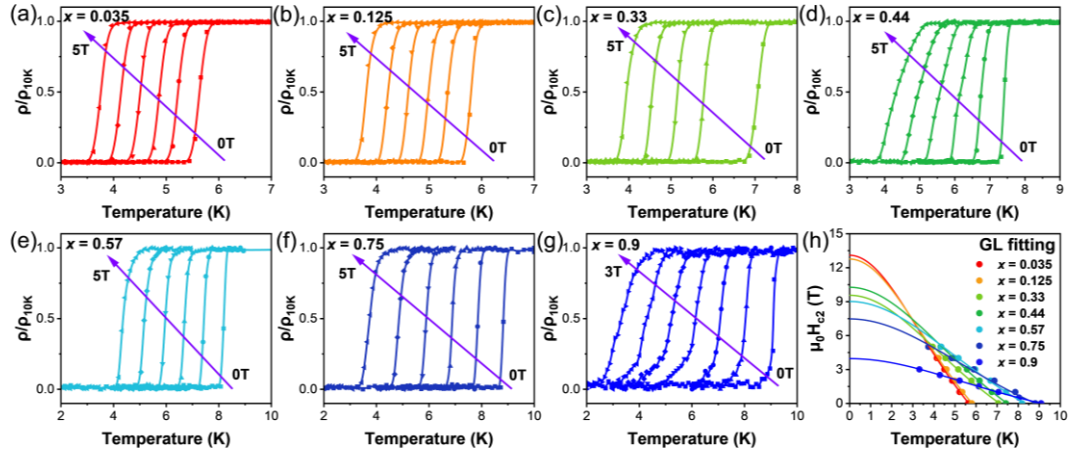 (a)
x = 0.035
5T
0T
ρ/ρ10K
1.0
0.5
0.0
3 4 5 6 7
Temperature (K)
(b)
x = 0.125
5T
0T
ρ/ρ10K
1.0
0.5
0.0
3 4 5 6 7
Temperature (K)
(c)
x = 0.33
5T
0T
ρ/ρ10K
1.0
0.5
0.0
3 4 5 6 7 8
Temperature (K)
(d)
x = 0.44
5T
0T
ρ/ρ10K
1.0
0.5
0.0
3 4 5 6 7 8 9
Temperature (K)
(e)
x = 0.57
5T
0T
ρ/ρ10K
1.0
0.5
0.0
2 4 6 8 10
Temperature (K)
(f)
x = 0.75
5T
0T
ρ/ρ10K
1.0
0.5
0.0
2 4 6 8 10
Temperature (K)
(g)
x = 0.9
3T
0T
ρ/ρ10K
1.0
0.5
0.0
2 4 6 8 10
Temperature (K)
(h)
GL fitting
x = 0.035
x = 0.125
x = 0.33
x = 0.44
x = 0.57
x = 0.75
x = 0.9
μ0Hc2 (T)
15
12
9
6
3
0
0 1 2 3 4 5 6 7 8 9 10
Temperature (K)